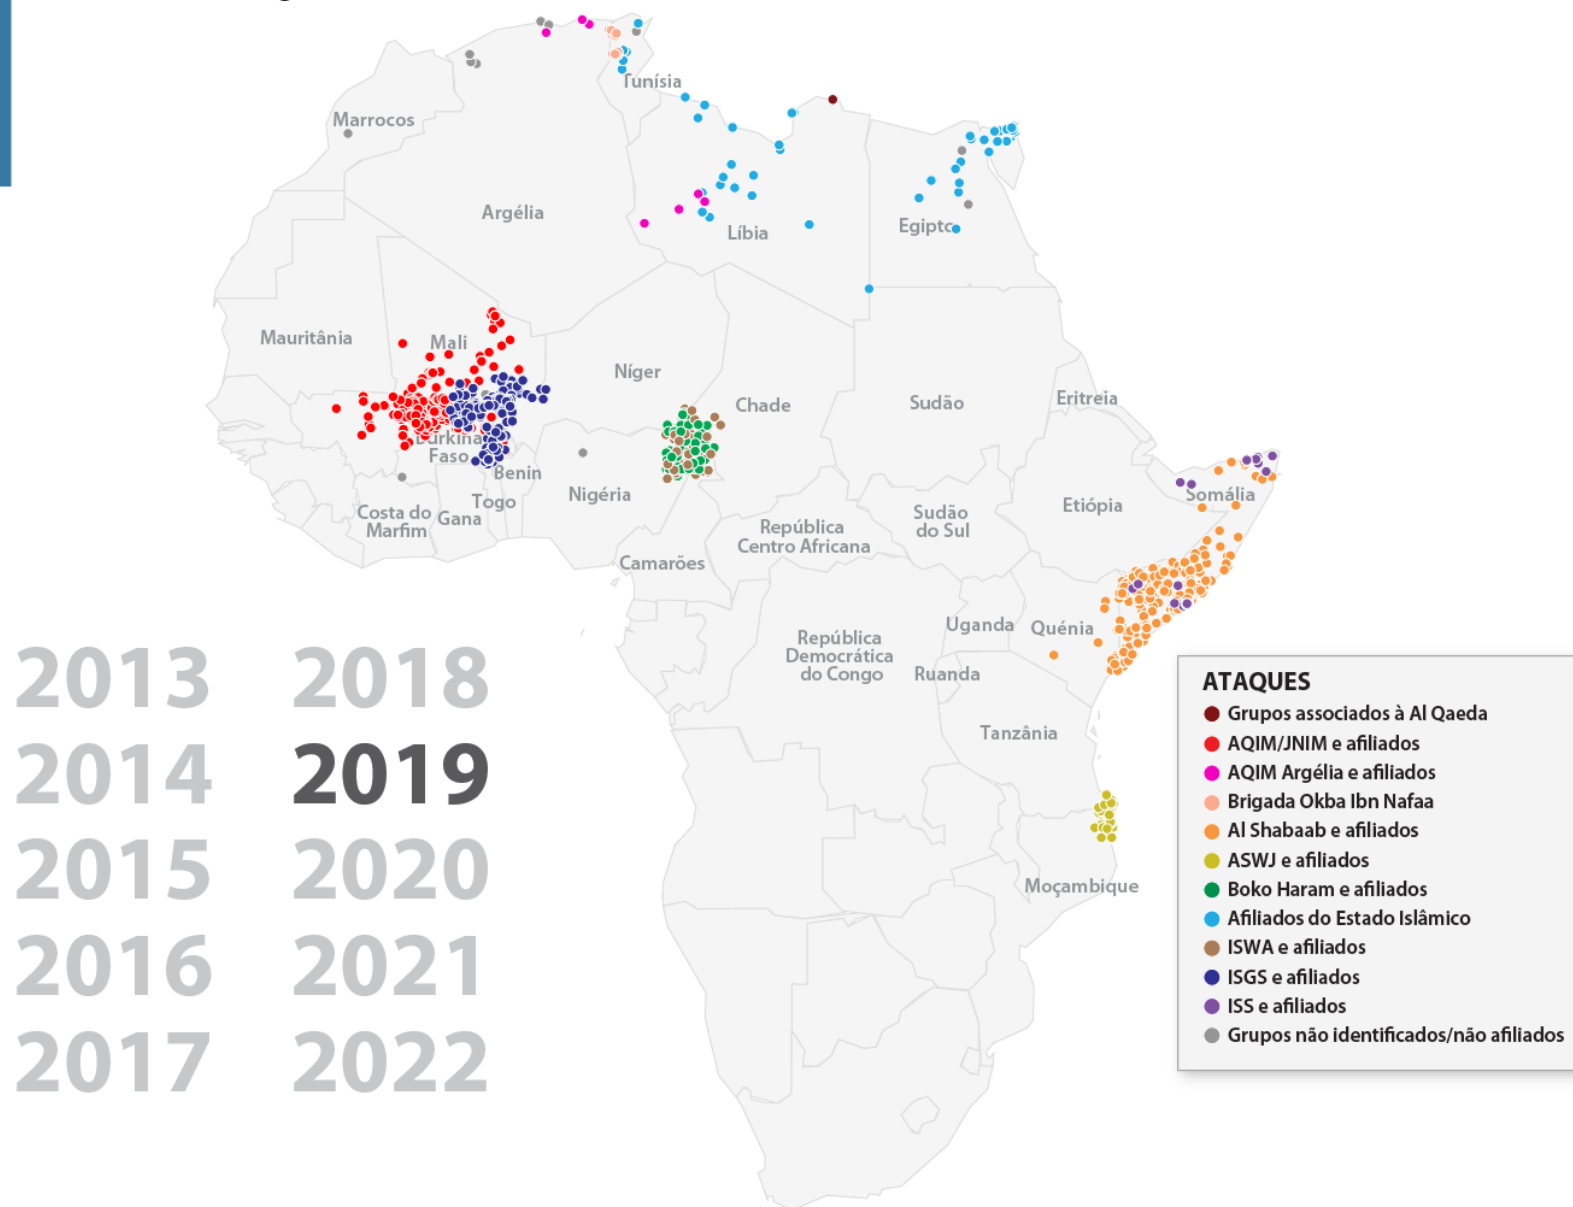 Tunísia
Marrocos
Argélia
Líbia
Egipto
Mauritânia
Mali
Níger
Chade
Sudão
Eritreia
Burkina
Faso
Benin
Togo
Nigéria
Costa do
Marfim
Gana
Camarões
República
Centro Africana
Sudão
do Sul
Etiópia
Somália
Uganda
Quénia
República
Democrática
do Congo
Ruanda
Tanzânia
Moçambique
2013
2014
2015
2016
2017
2018
2019
2020
2021
2022
ATAQUES
Grupos associados à Al Qaeda
AQIM/JNIM e afiliados
AQIM Argélia e afiliados
Brigada Okba Ibn Nafaa
Al Shabaab e afiliados
ASWJ e afiliados
Boko Haram e afiliados
Afiliados do Estado Islâmico
ISWA e afiliados
ISGS e afiliados
ISS e afiliados
Grupos não identificados/não afiliados